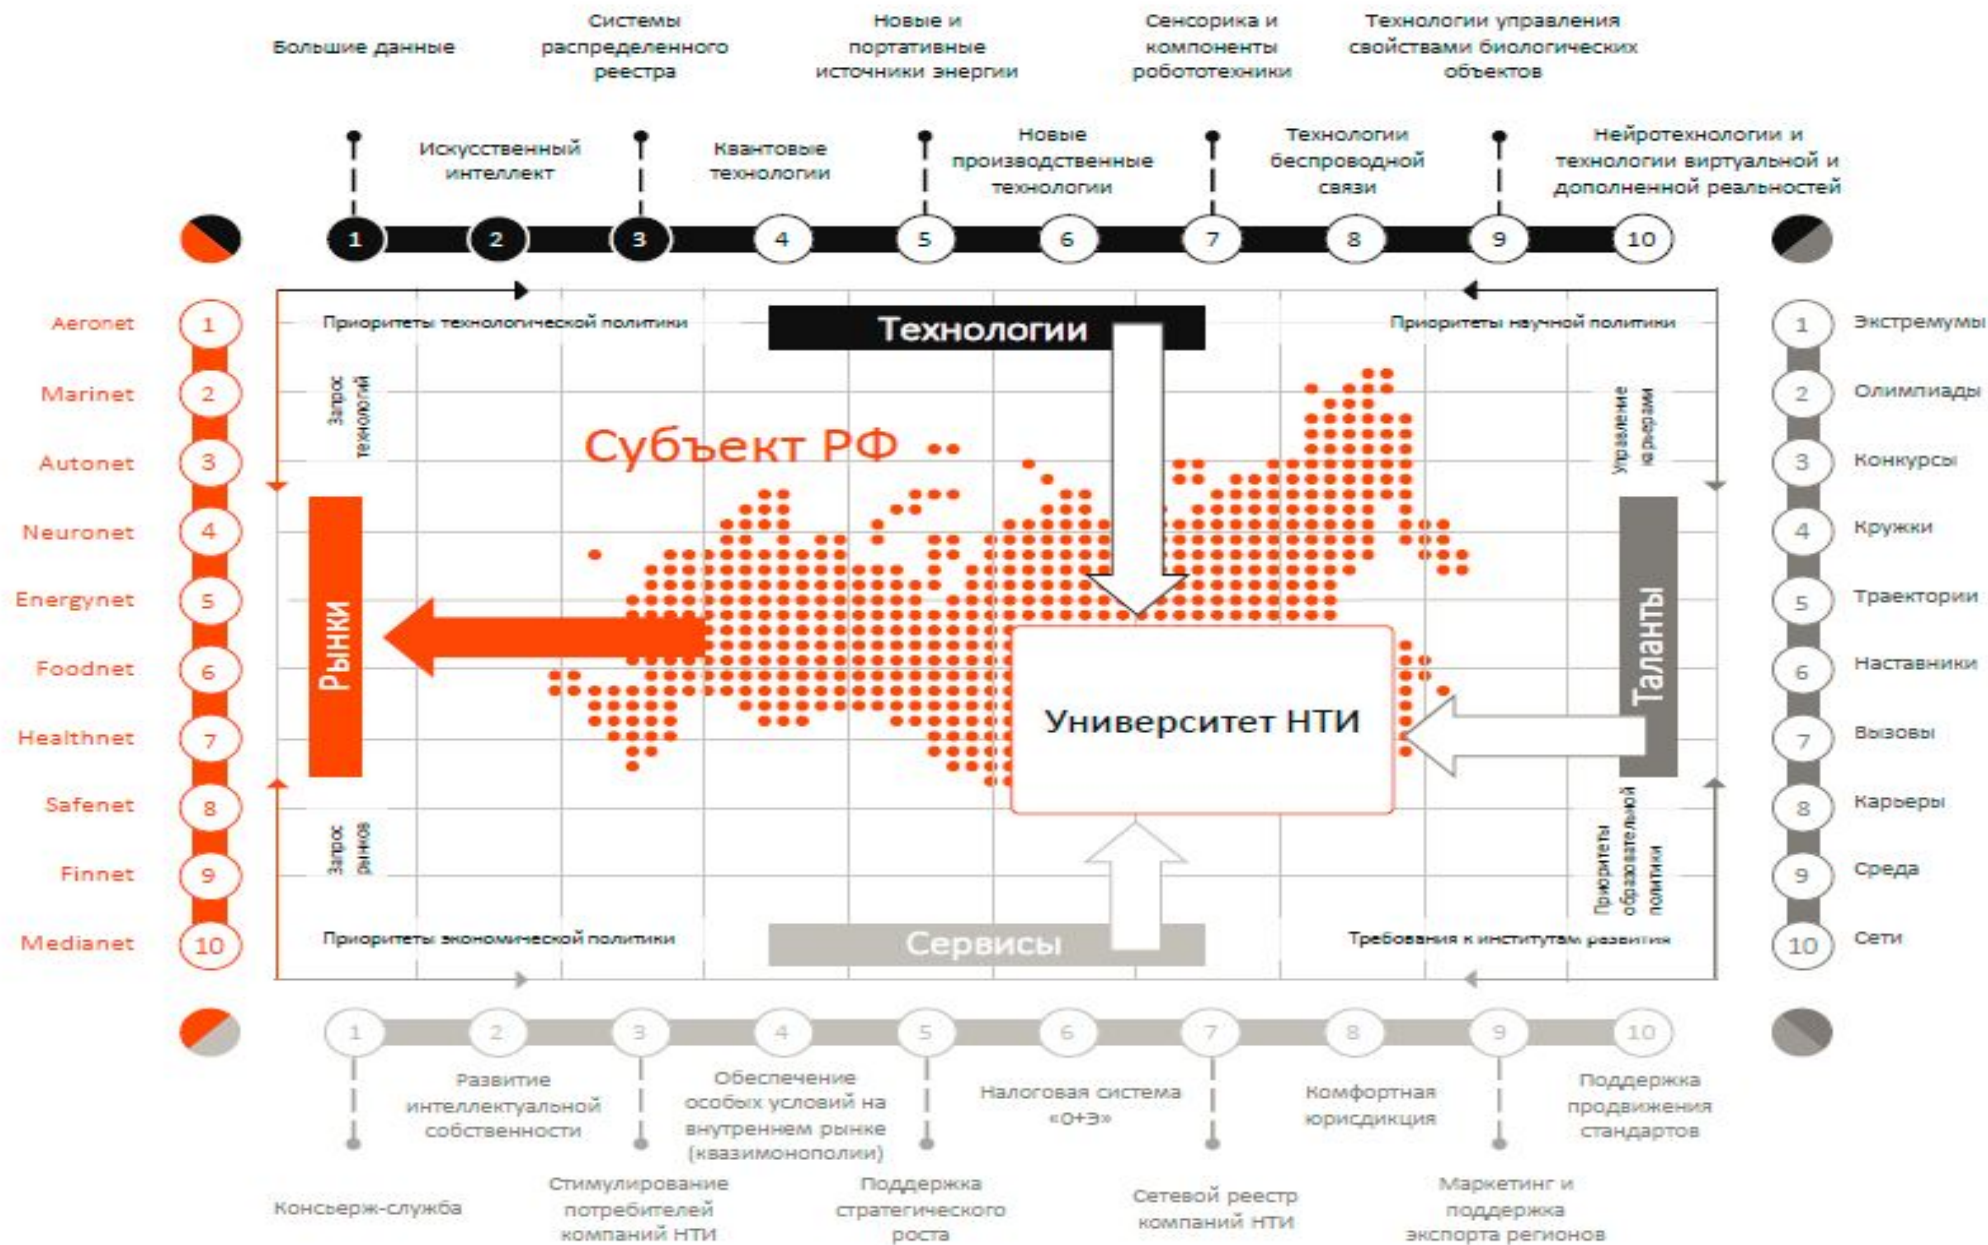 Большие данные
Системы
распределенного
реестра
Новые и
портативные
источники энергии
Сенсорика и
компоненты
робототехники
Технологии управления
свойствами биологических
объектов
Искусственный
интеллект
Квантовые
технологии
Новые
производственные
технологии
Технологии
беспроводной
связи
Нейротехнологии и
технологии виртуальной и
дополненной реальностей
1 2 3 4 5 6 7 8 9 10
Aeronet 1
Marinet 2
Autonet 3
Neuronet 4
Energynet 5
Foodnet 6
Healthnet 7
Safenet 8
Finnet 9
Medianet 10
Приоритеты технологической политики
Технологии
Приоритеты научной политики
Запрос
технологий
Субъект РФ
Управление
карьерами
Рынки
Университет НТИ
Таланты
Запрос
рынков
Приоритеты
образовательной
политики
Приоритеты экономической политики
Сервисы
Требования к институтам развития
1 Экстремумы
2 Олимпиады
3 Конкурсы
4 Кружки
5 Траектории
6 Наставники
7 Вызовы
8 Карьеры
9 Среда
10 Сети
1 2 3 4 5 6 7 8 9 10
Развитие
интеллектуальной
собственности
Обеспечение
особых условий на
внутреннем рынке
(квазимонополии)
Налоговая система
«0+Э»
Комфортная
юрисдикция
Поддержка
продвижения
стандартов
Консьерж-служба
Стимулирование
потребителей
компаний НТИ
Поддержка
стратегического
роста
Сетевой реестр
компаний НТИ
Маркетинг и
поддержка
экспорта регионов